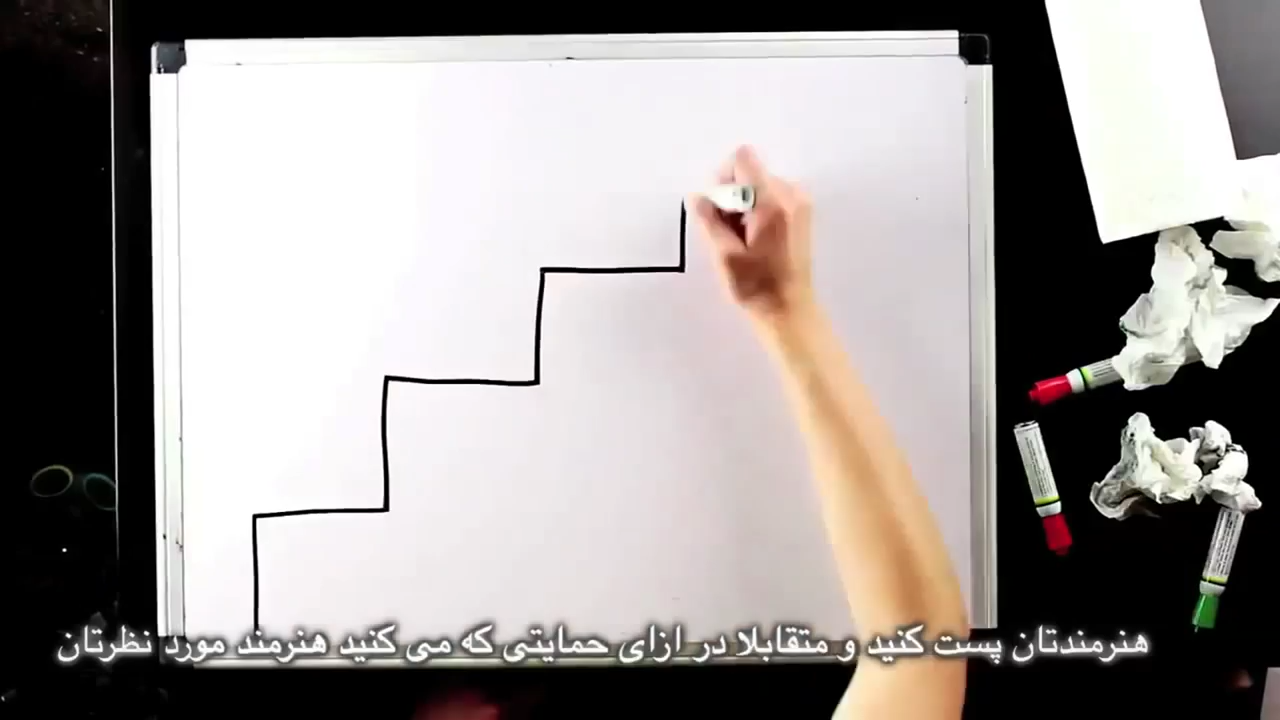 هنرمندتان پست کنید و متقابلا در ازای حمایتی که می کنید هنرمند مورد نظرتان